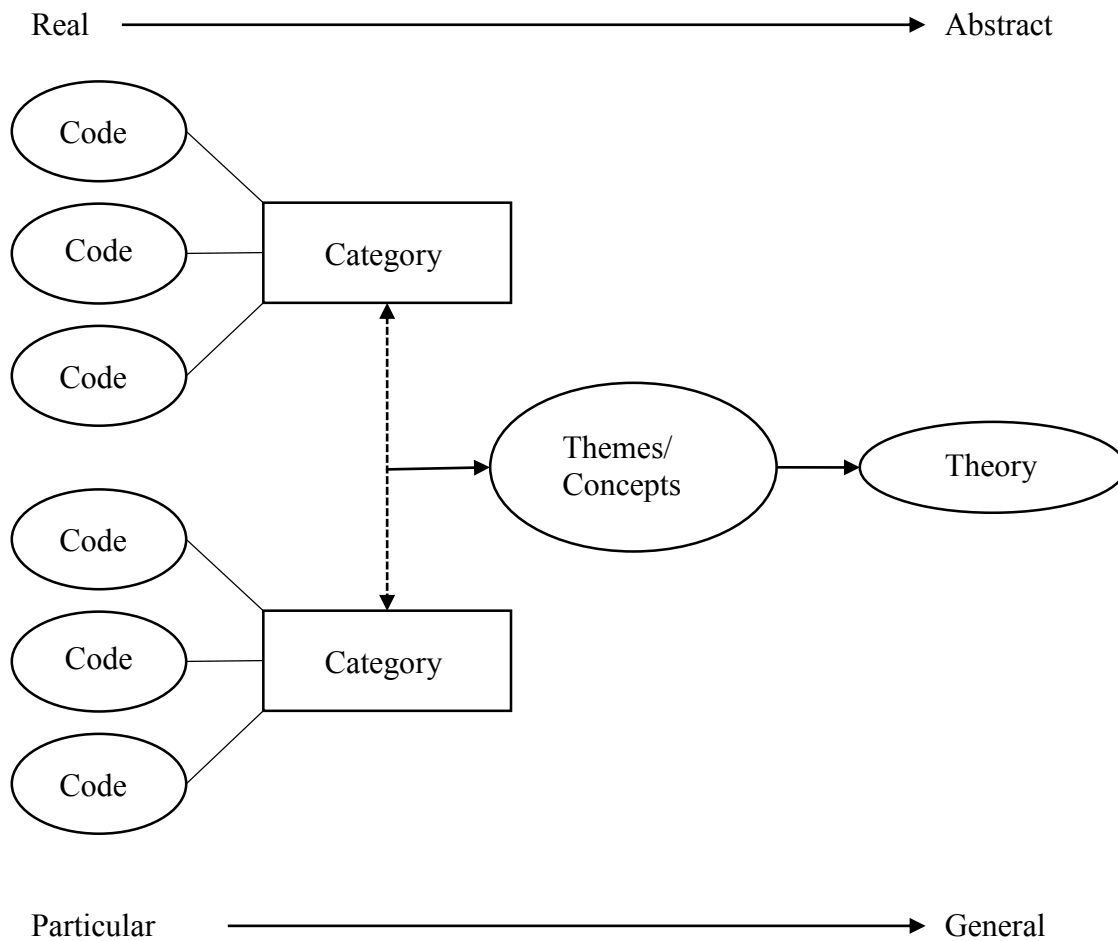 Real
Abstract
Code
Code
Category
Code
Themes/
Concepts
Theory
Code
Code
Category
Code
Particular
General